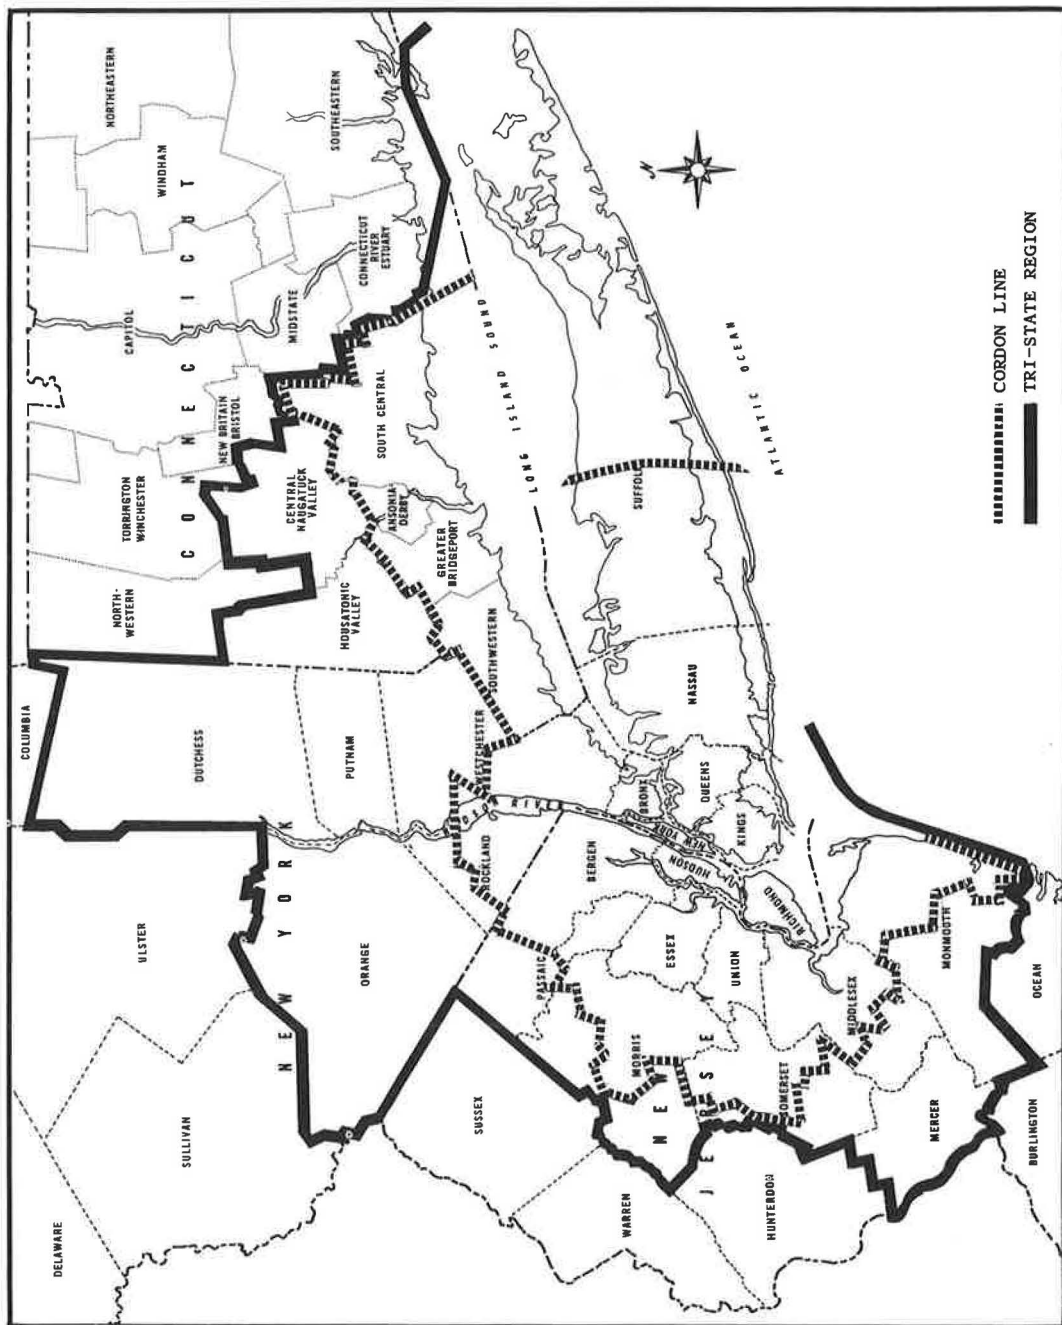 NORTHEASTERN
WINDHAM
SOUTHEASTERN
CAPITOL
CONNECTICUT
RIVER
ESTUARY
MIDSTATE
NEW BRITAIN
BRISTOL
TORRINGTON
WINCHESTER
CONNECTICUT
SOUTH CENTRAL
CENTRAL
NAUGATUCK
VALLEY
ANSONIA-
DERBY
GREATER
BRIDGEPORT
NORTH-
WESTERN
HOUSATONIC
VALLEY
SOUTHWESTERN
COLUMBIA
DUTCHESS
PUTNAM
WESTCHESTER
LONG ISLAND SOUND
ATLANTIC OCEAN
N
SUFFOLK
NASSAU
QUEENS
BRONX
KINGS
NEW YORK
RIVER
HUDSON
RICHMOND
ULSTER
NEW YORK
ORANGE
ROCKLAND
BERGEN
SULLIVAN
DELAWARE
PASSAIC
ESSEX
UNION
SUSSEX
MORRIS
NEW
JERSEY
SOMERSET
MIDDLESEX
MONMOUTH
OCEAN
WARREN
HUNTERDON
MERCER
BURLINGTON
CORDON LINE
TRI-STATE REGION